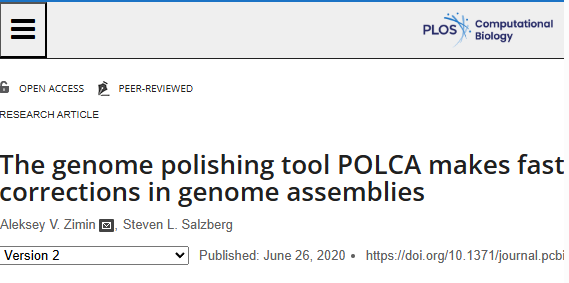 PLOS Computational
Biology
OPEN ACCESS PEER-REVIEWED
RESEARCH ARTICLE
The genome polishing tool POLCA makes fast
corrections in genome assemblies
Aleksey V. Zimin , Steven L. Salzberg
Version 2 Published: June 26, 2020 • https://doi.org/10.1371/journal.pcbi